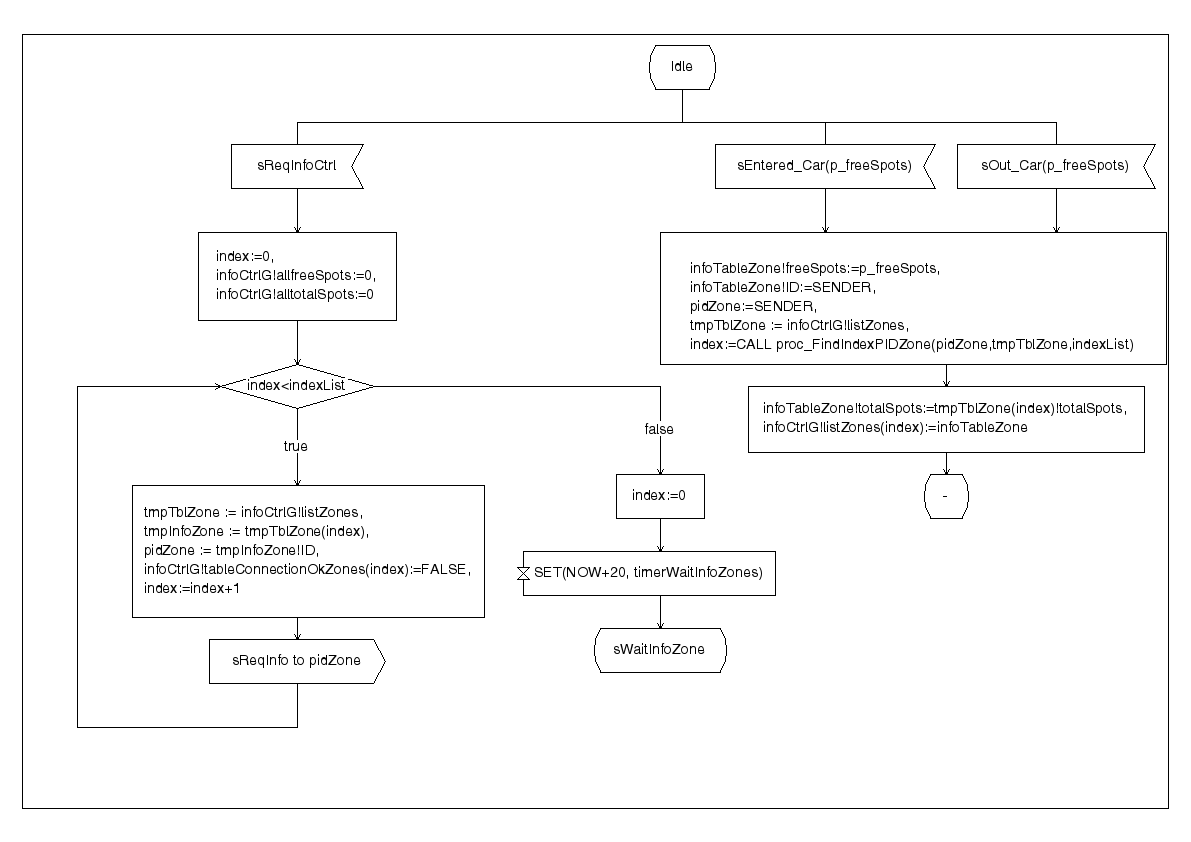 Idle
sReqInfoCtrl
sEntered_Car(p_freeSpots)
sOut_Car(p_freeSpots)
index:=0,
infoCtrlG!allfreeSpots:=0,
infoCtrlG!alltotalSpots:=0
infoTableZone!freeSpots:=p_freeSpots,
infoTableZone!ID:=SENDER,
pidZone:=SENDER,
tmpTblZone := infoCtrlG!listZones,
index:=CALL proc_FindIndexPIDZone(pidZone,tmpTblZone,indexList)
index<indexList
infoTableZone!totalSpots:=tmpTblZone(index)!totalSpots,
infoCtrlG!listZones(index):=infoTableZone
true
false
-
tmpTblZone := infoCtrlG!listZones,
tmpInfoZone := tmpTblZone(index),
pidZone := tmpInfoZone!ID,
infoCtrlG!tableConnectionOkZones(index):=FALSE,
index:=index+1
index:=0
SET(NOW+20, timerWaitInfoZones)
sReqInfo to pidZone
sWaitInfoZone